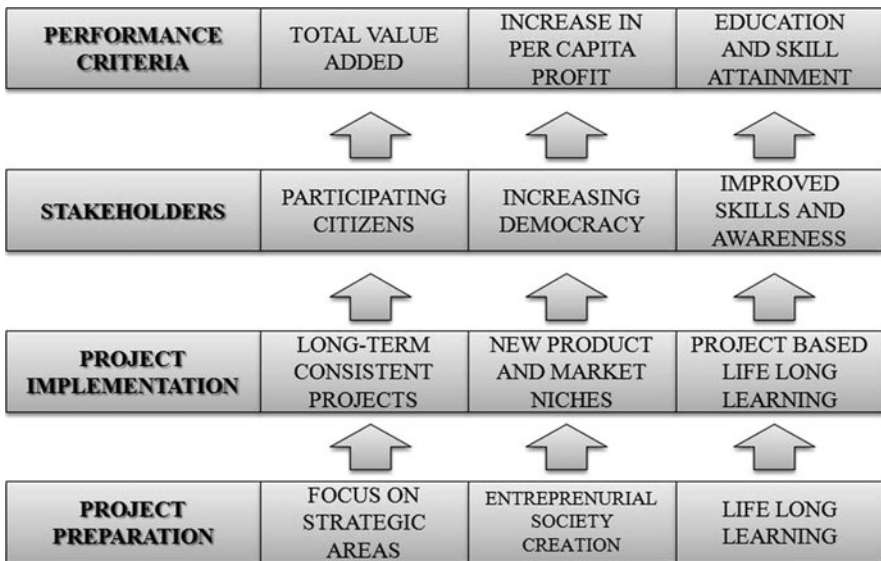 PERFORMANCE
CRITERIA
TOTAL VALUE
ADDED
INCREASE IN
PER CAPITA
PROFIT
EDUCATION
AND SKILL
ATTAINMENT
STAKEHOLDERS
PARTICIPATING
CITIZENS
INCREASING
DEMOCRACY
IMPROVED
SKILLS AND
AWARENESS
PROJECT
IMPLEMENTATION
LONG-TERM
CONSISTENT
PROJECTS
NEW PRODUCT
AND MARKET
NICHES
PROJECT BASED
LIFE LONG
LEARNING
PROJECT
PREPARATION
FOCUS ON
STRATEGIC
AREAS
ENTREPRENURIAL
SOCIETY
CREATION
LIFE LONG
LEARNING